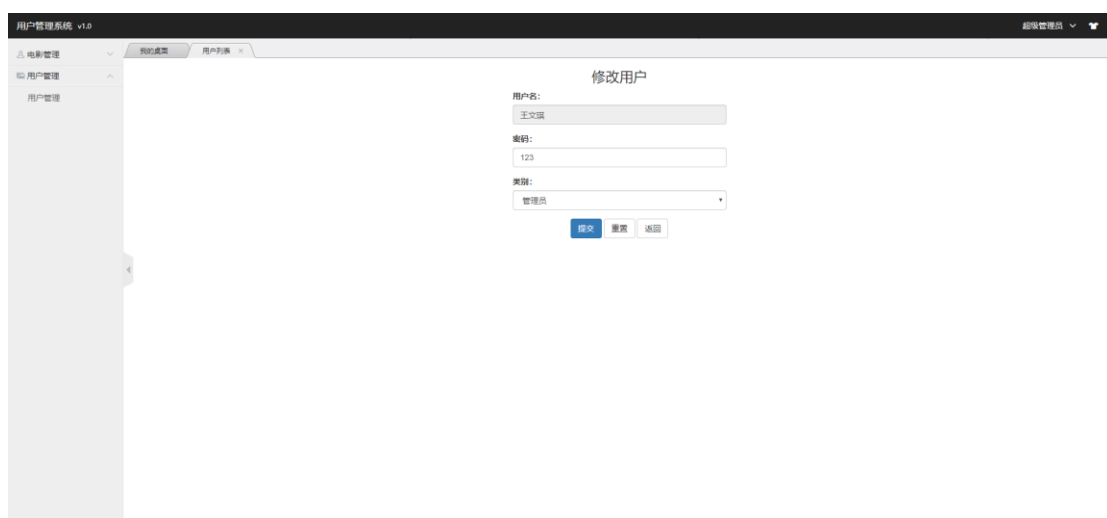 用户管理系统 v1.0
超级管理员
电影管理
用户管理
用户管理
我的桌面
用户列表 ×
修改用户
用户名:
王文琪
密码:
123
类别:
管理员
提交
重置
返回